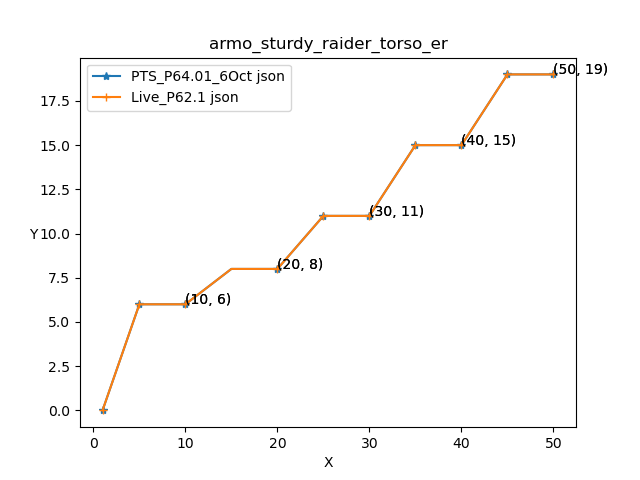 armo_sturdy_raider_torso_er
PTS_P64.01_6Oct json
Live_P62.1 json
(50, 19)
(40, 15)
(30, 11)
(20, 8)
(10, 6)
17.5
15.0
12.5
10.0
7.5
5.0
2.5
0.0
Y
0 10 20 30 40 50
X